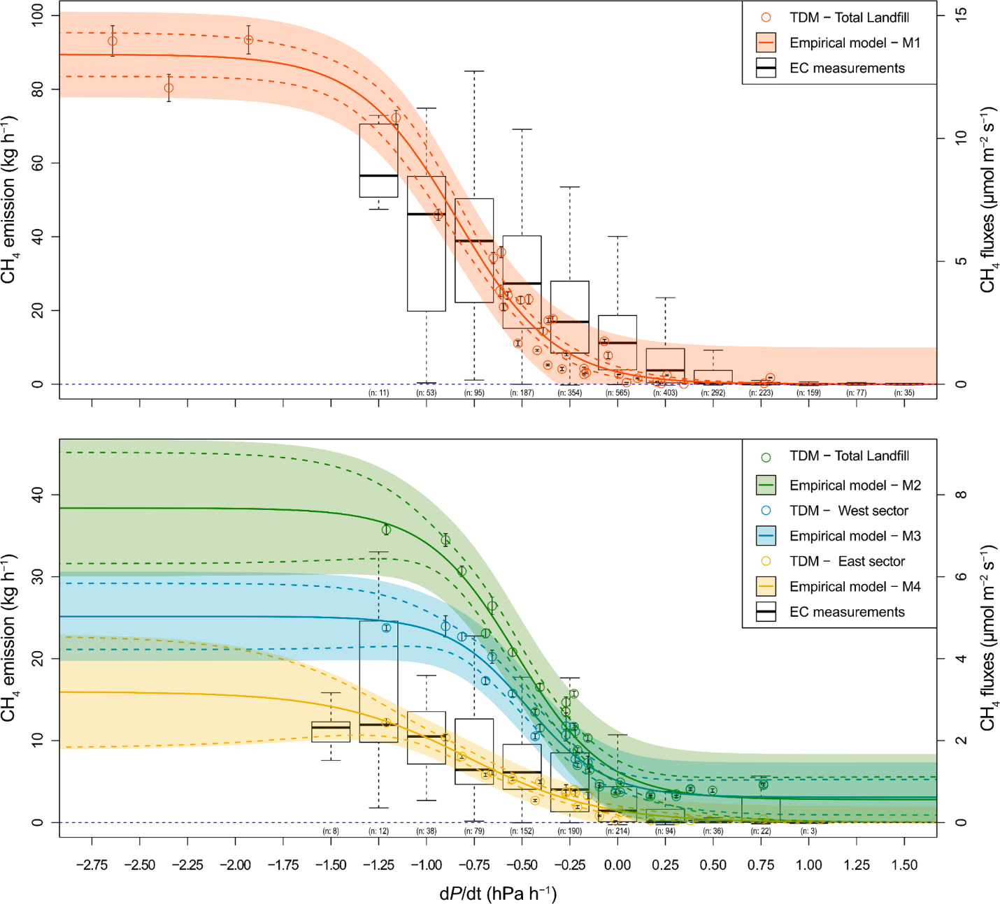 100
80
60
40
20
0
CH4 emission (kg h−1)
15
10
5
0
CH4 fluxes (μmol m−2 s−1)
TDM − Total Landfill
Empirical model − M1
EC measurements
(n: 11) (n: 53) (n: 95) (n: 187) (n: 354) (n: 565) (n: 403) (n: 292) (n: 223) (n: 159) (n: 77) (n: 35)
40
30
20
10
0
CH4 emission (kg h−1)
8
6
4
2
0
CH4 fluxes (μmol m−2 s−1)
TDM − Total Landfill
Empirical model − M2
TDM − West sector
Empirical model − M3
TDM − East sector
Empirical model − M4
EC measurements
(n: 8) (n: 12) (n: 38) (n: 79) (n: 152) (n: 190) (n: 214) (n: 94) (n: 36) (n: 22) (n: 3)
−2.75 −2.50 −2.25 −2.00 −1.75 −1.50 −1.25 −1.00 −0.75 −0.50 −0.25 0.00 0.25 0.50 0.75 1.00 1.25 1.50
dP/dt (hPa h−1)